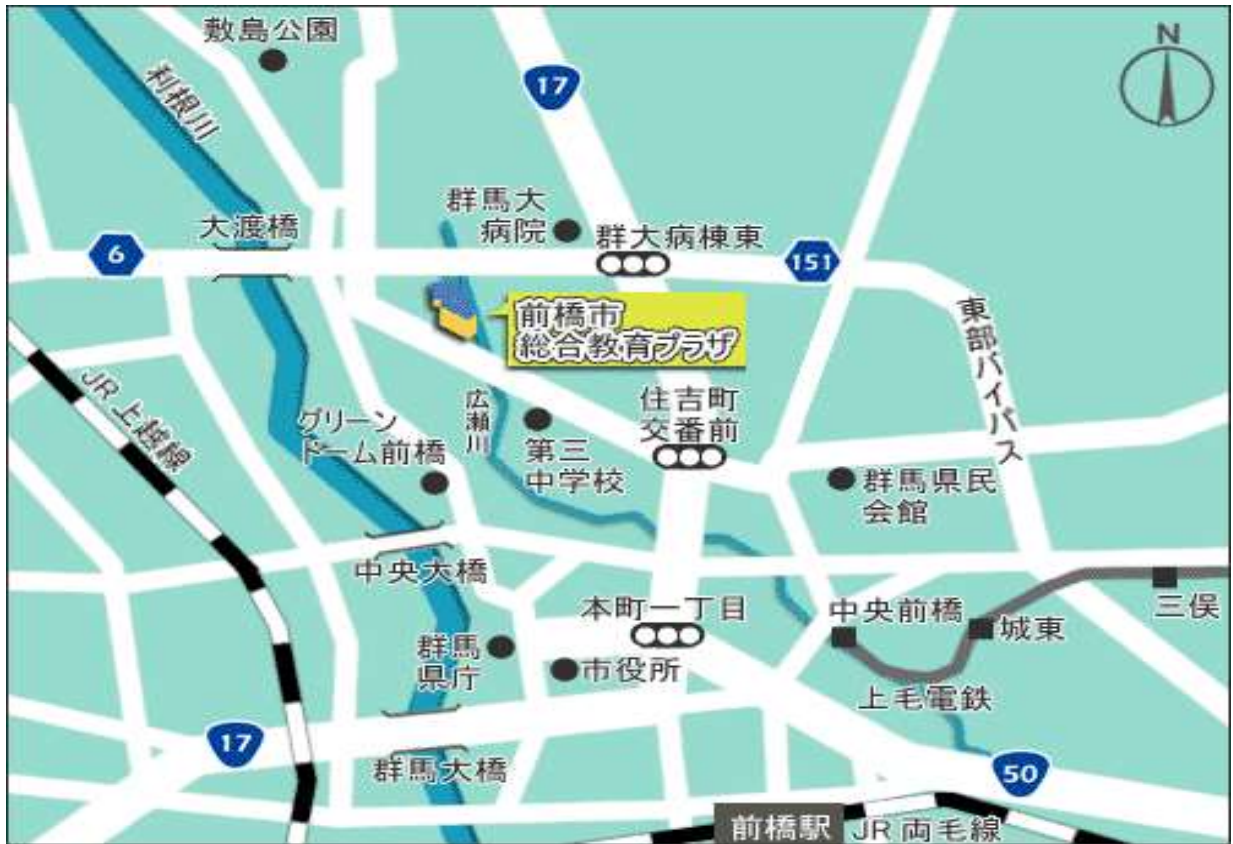 敷島公園
N
利根川
17
群馬大
病院
大渡橋
群大病棟東
6
151
前橋市
総合教育プラザ
東部バイパス
JR上越線
広瀬川
住吉町
交番前
グリーン
ドーム前橋
第三
中学校
群馬県民
会館
中央大橋
本町一丁目
中央前橋
城東
三俣
群馬
県庁
市役所
上毛電鉄
17
群馬大橋
50
前橋駅
JR両毛線